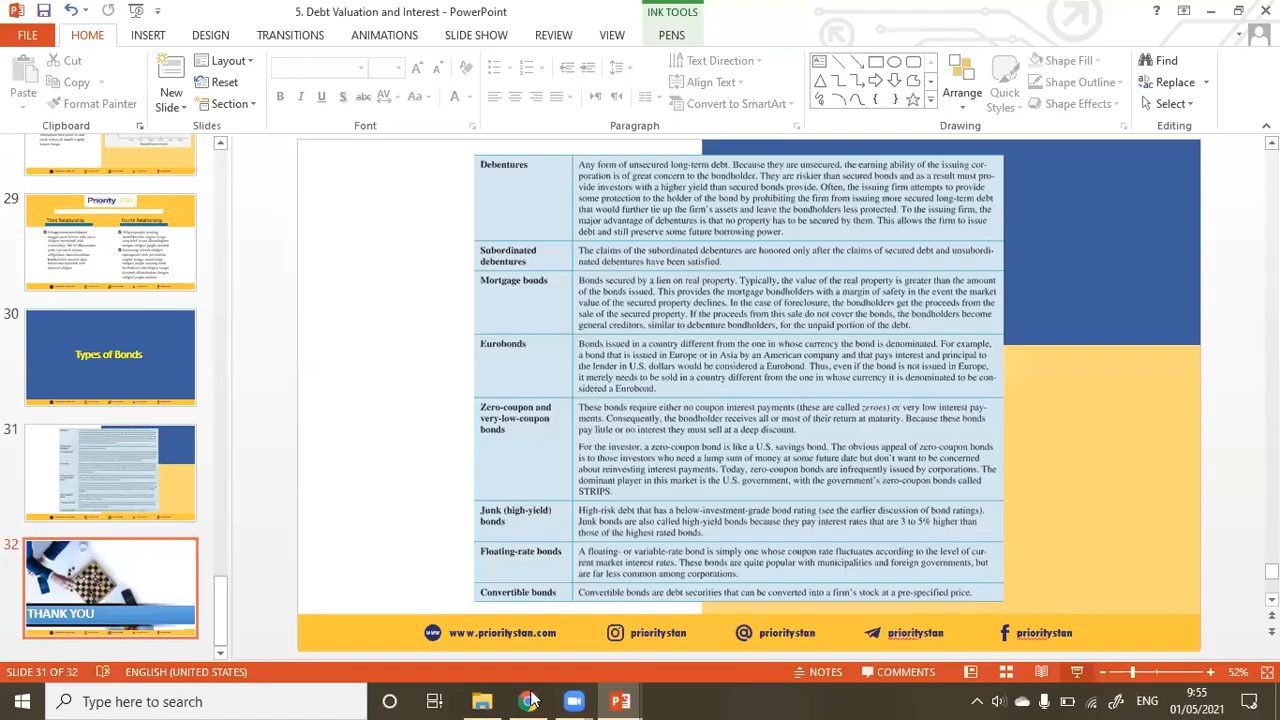 5. Debt Valuation and Interest - PowerPoint
INK TOOLS
FILE HOME INSERT DESIGN TRANSITIONS ANIMATIONS SLIDE SHOW REVIEW VIEW PENS
Paste
Cut
Copy
Format Painter
Clipboard
New Slide
Layout
Reset
Section
Slides
Font
Text Direction
Align Text
Convert to SmartArt
Paragraph
Arrange
Quick Styles
Shape Fill
Shape Outline
Shape Effects
Drawing
Find
Replace
Select
Editing
29
Priority
Third Relationship
Fourth Relationship
30
Types of Bonds
31
32
THANK YOU
Debentures
Any form of unsecured long-term debt. Because they are unsecured, the earning ability of the issuing cor-
poration is of great concern to the bondholder. They are riskier than secured bonds and as a result must pro-
vide investors with a higher yield than secured bonds provide. Often, the issuing firm attempts to provide
some protection to the holder of the bond by prohibiting the firm from issuing more secured long-term debt
that would further tie up the firm's assets and leave the bondholders less protected. To the issuing firm, the
major advantage of debentures is that no property has to be secured by them. This allows the firm to issue
debt and still preserve some future borrowing power.
Subordinated
debentures
The claims of the subordinated debentures are honored only after the claims of secured debt and unsubordi-
nated debentures have been satisfied.
Mortgage bonds
Bonds secured by a lien on real property. Typically, the value of the real property is greater than the amount
of the bonds issued. This provides the mortgage bondholders with a margin of safety in the event the market
value of the secured property declines. In the case of foreclosure, the bondholders get the proceeds from the
sale of the secured property. If the proceeds from this sale do not cover the bonds, the bondholders become
general creditors, similar to debenture bondholders, for the unpaid portion of the debt.
Eurobonds
Bonds issued in a country different from the one in whose currency the bond is denominated. For example,
a bond that is issued in Europe or in Asia by an American company and that pays interest and principal to
the lender in U.S. dollars would be considered a Eurobond. Thus, even if the bond is not issued in Europe,
it merely needs to be sold in a country different from the one in whose currency it is denominated to be con-
sidered a Eurobond.
Zero-coupon and
very-low-coupon
bonds
These bonds require either no coupon interest payments (these are called zeroes) or very low interest pay-
ments. Consequently, the bondholder receives all or most of their return at maturity. Because these bonds
pay little or no interest they must sell at a deep discount.
For the investor, a zero-coupon bond is like a U.S. savings bond. The obvious appeal of zero-coupon bonds
is to those investors who need a lump sum of money at some future date but don't want to be concerned
about reinvesting interest payments. Today, zero-coupon bonds are infrequently issued by corporations. The
dominant player in this market is the U.S. government, with the government's zero-coupon bonds called
STRIPS.
Junk (high-yield)
bonds
High-risk debt that has a below-investment-grade bond rating (see the earlier discussion of bond ratings).
Junk bonds are also called high-yield bonds because they pay interest rates that are 3 to 5% higher than
those of the highest rated bonds.
Floating-rate bonds
A floating- or variable-rate bond is simply one whose coupon rate fluctuates according to the level of cur-
rent market interest rates. These bonds are quite popular with municipalities and foreign governments, but
are far less common among corporations.
Convertible bonds
Convertible bonds are debt securities that can be converted into a firm's stock at a pre-specified price.
www.prioritystan.com prioritystan prioritystan prioritystan prioritystan
SLIDE 31 OF 32 ENGLISH (UNITED STATES) NOTES COMMENTS 52%
Type here to search
ENG
9:55
01/05/2021